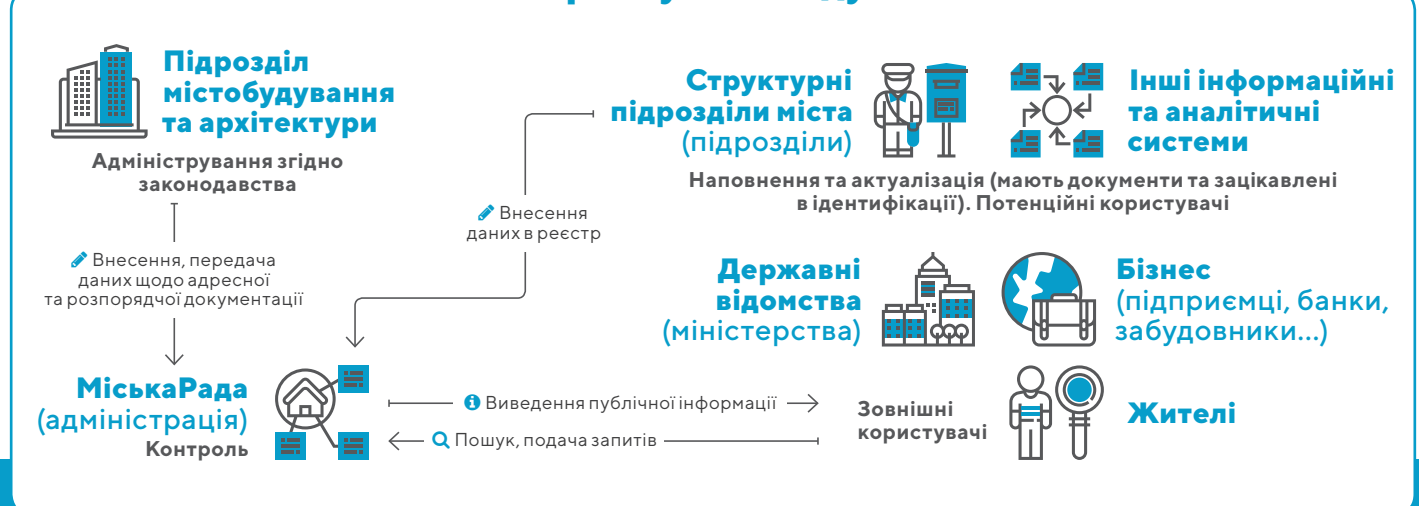 Підрозділ
містобудування
та архітектури
Адміністрування згідно
законодавства
Внесення, передача
даних щодо адресної
та розпорядчої документації
МіськаРада
(адміністрація)
Контроль
Внесення
даних в реєстр
Структурні
підрозділи міста
(підрозділи)
Інші інформаційні
та аналітичні
системи
Наповнення та актуалізація (мають документи та зацікавлені
в ідентифікації). Потенційні користувачі
Державні
відомства
(міністерства)
Бізнес
(підприємці, банки,
забудовники...)
Виведення публічної інформації
Пошук, подача запитів
Зовнішні
користувачі
Жителі